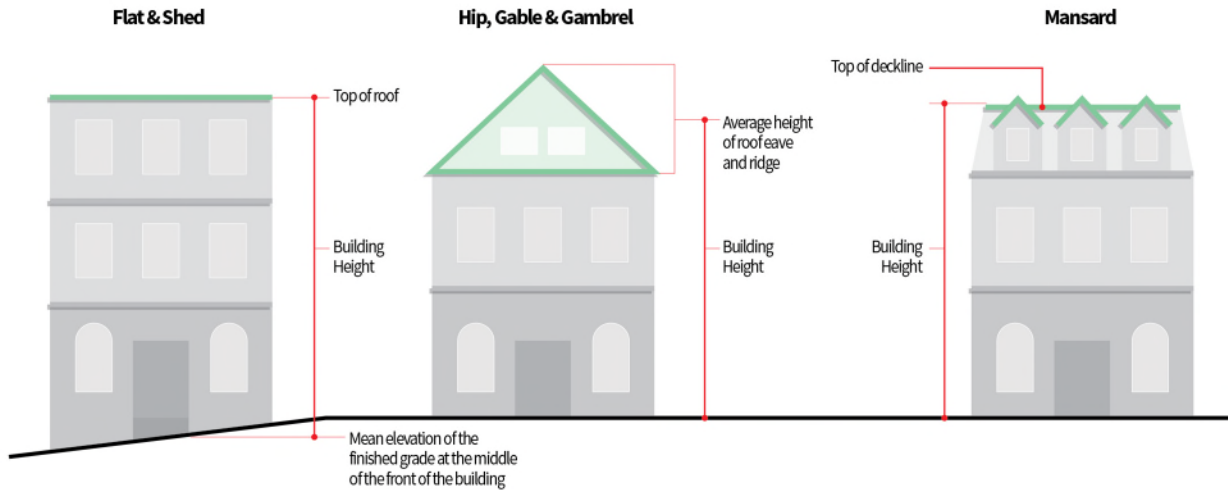 Flat & Shed
Top of roof
Building
Height
Mean elevation of the
finished grade at the middle
of the front of the building
Hip, Gable & Gambrel
Average height
of roof eave
and ridge
Building
Height
Mansard
Top of deckline
Building
Height